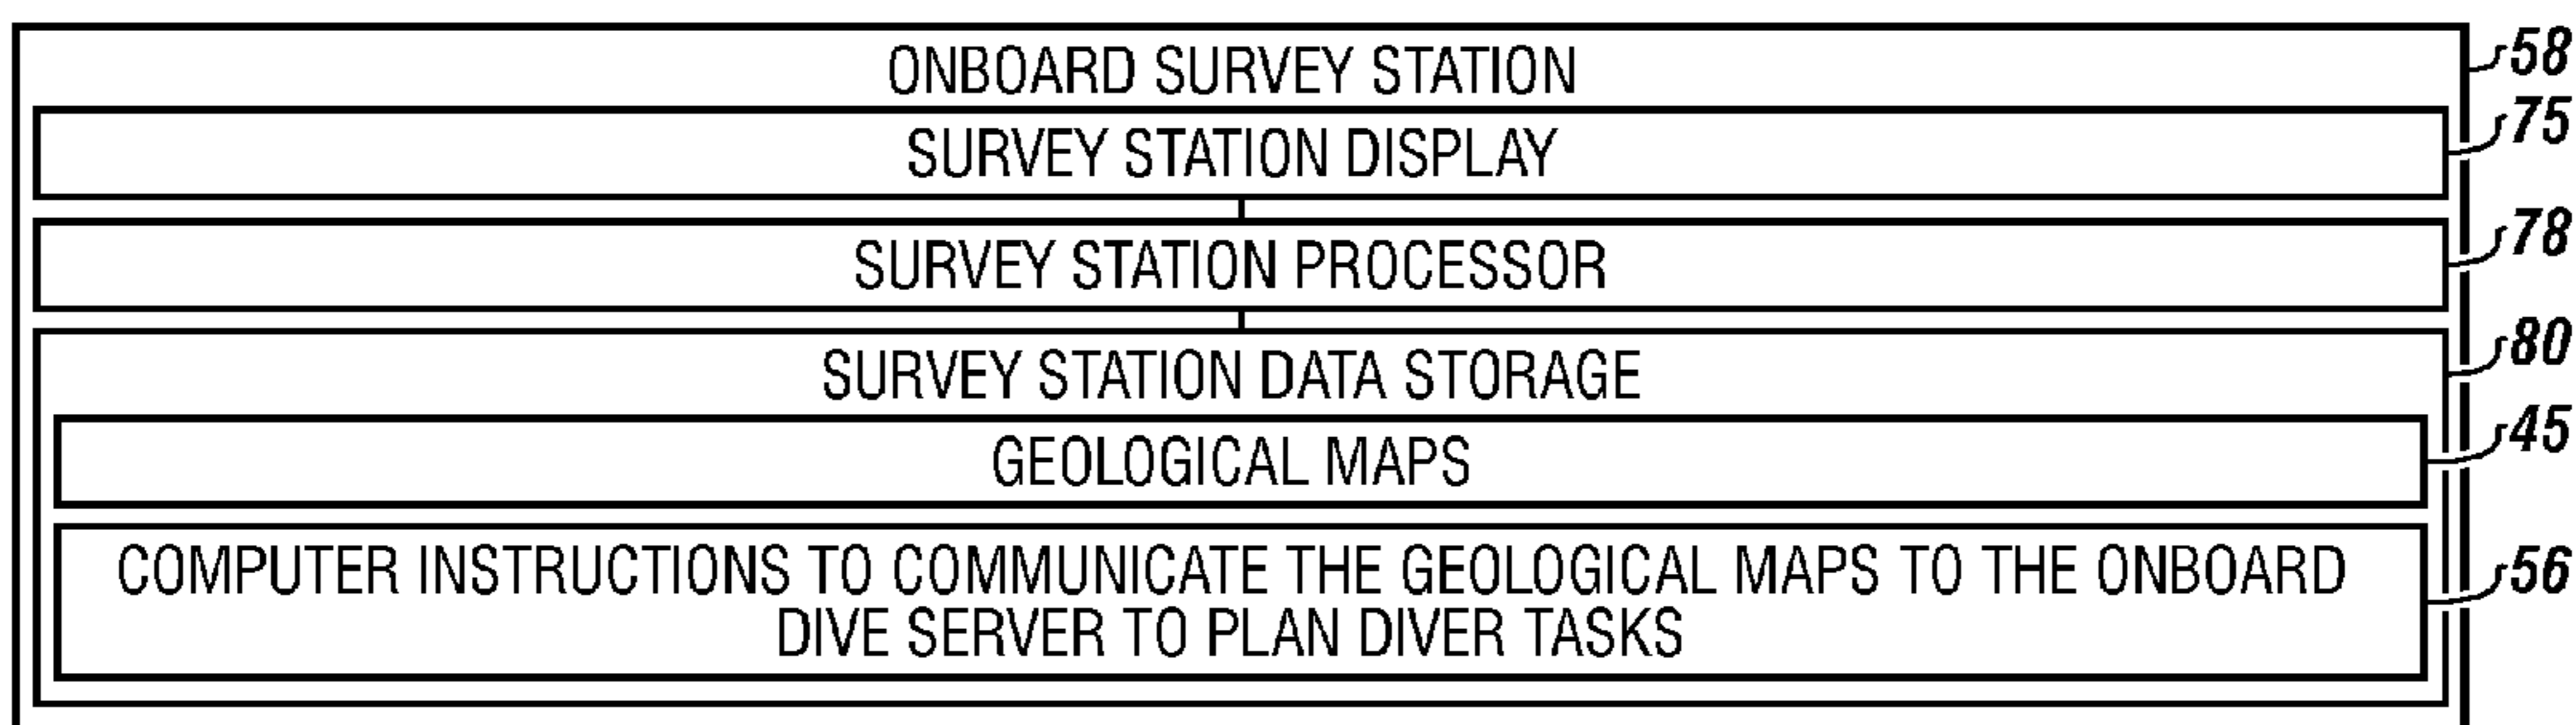 ONBOARD SURVEY STATION 58
SURVEY STATION DISPLAY 75
SURVEY STATION PROCESSOR 78
SURVEY STATION DATA STORAGE 80
GEOLOGICAL MAPS 45
COMPUTER INSTRUCTIONS TO COMMUNICATE THE GEOLOGICAL MAPS TO THE ONBOARD 56
DIVE SERVER TO PLAN DIVER TASKS